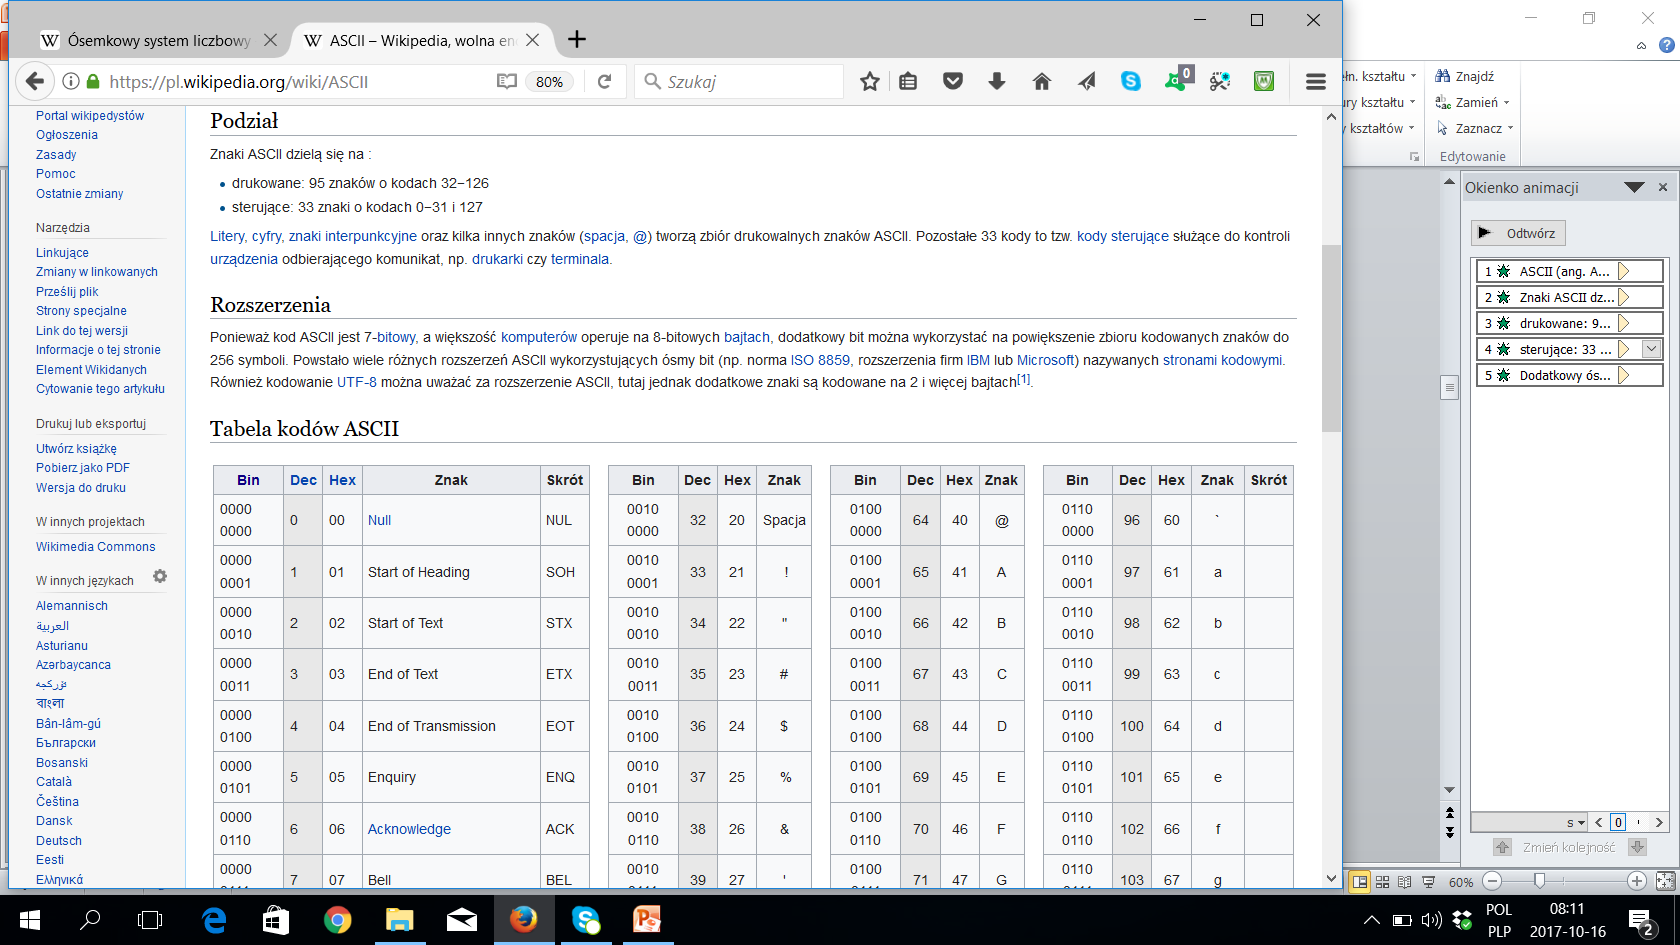 Ósemkowy system liczbowy
ASCII – Wikipedia, wolna en
https://pl.wikipedia.org/wiki/ASCII
80%
Szukaj
0
Portal wikipedystów
Ogłoszenia
Zasady
Pomoc
Ostatnie zmiany
Narzędzia
Linkujące
Zmiany w linkowanych
Prześlij plik
Strony specjalne
Link do tej wersji
Informacje o tej stronie
Element Wikidanych
Cytowanie tego artykułu
Drukuj lub eksportuj
Utwórz książkę
Pobierz jako PDF
Wersja do druku
W innych projektach
Wikimedia Commons
W innych językach
Alemannisch
العربية
Asturianu
Azərbaycanca
تۆرکجه
বাংলা
Bân-lâm-gú
Български
Bosanski
Català
Čeština
Dansk
Deutsch
Eesti
Ελληνικά
Podział
Znaki ASCII dzielą się na :
drukowane: 95 znaków o kodach 32–126
sterujące: 33 znaki o kodach 0–31 i 127
Litery, cyfry, znaki interpunkcyjne oraz kilka innych znaków (spacja, @) tworzą zbiór drukowalnych znaków ASCII. Pozostałe 33 kody to tzw. kody sterujące służące do kontroli
urządzenia odbierającego komunikat, np. drukarki czy terminala.
Rozszerzenia
Ponieważ kod ASCII jest 7-bitowy, a większość komputerów operuje na 8-bitowych bajtach, dodatkowy bit można wykorzystać na powiększenie zbioru kodowanych znaków do
256 symboli. Powstało wiele różnych rozszerzeń ASCII wykorzystujących ósmy bit (np. norma ISO 8859, rozszerzenia firm IBM lub Microsoft) nazywanych stronami kodowymi.
Również kodowanie UTF-8 można uważać za rozszerzenie ASCII, tutaj jednak dodatkowe znaki są kodowane na 2 i więcej bajtach[1].
Tabela kodów ASCII
Bin Dec Hex Znak Skrót Bin Dec Hex Znak Bin Dec Hex Znak Bin Dec Hex Znak Skrót
0000 0000 0 00 Null NUL 0010 0000 32 20 Spacja 0100 0000 64 40 @ 0110 0000 96 60 `
0000 0001 1 01 Start of Heading SOH 0010 0001 33 21 ! 0100 0001 65 41 A 0110 0001 97 61 a
0000 0010 2 02 Start of Text STX 0010 0010 34 22 " 0100 0010 66 42 B 0110 0010 98 62 b
0000 0011 3 03 End of Text ETX 0010 0011 35 23 # 0100 0011 67 43 C 0110 0011 99 63 c
0000 0100 4 04 End of Transmission EOT 0010 0100 36 24 $ 0100 0100 68 44 D 0110 0100 100 64 d
0000 0101 5 05 Enquiry ENQ 0010 0101 37 25 % 0100 0101 69 45 E 0110 0101 101 65 e
0000 0110 6 06 Acknowledge ACK 0010 0110 38 26 & 0100 0110 70 46 F 0110 0110 102 66 f
0000 7 07 Bell BEL 0010 39 27 ' 0100 71 47 G 0110 103 67 g
łn. kształtu
ury kształtu
y kształtów
Znajdź
Zamień
Zaznacz
Edytowanie
Okienko animacji
Odtwórz
1 ASCII (ang. A...
2 Znaki ASCII dz...
3 drukowane: 9...
4 sterujące: 33 ...
5 Dodatkowy ós...
s 0
Zmień kolejność
60%
POL
PLP
08:11
2017-10-16
2